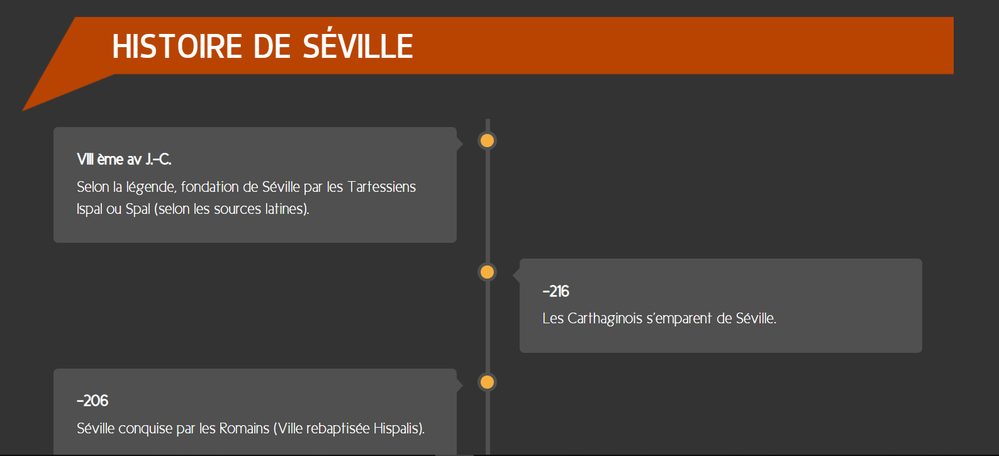 HISTOIRE DE SÉVILLE
VIII ème av J.-C.
Selon la légende, fondation de Séville par les Tartessiens
Ispal ou Spal (selon les sources latines).
-216
Les Carthaginois s'emparent de Séville.
-206
Séville conquise par les Romains (Ville rebaptisée Hispalis).